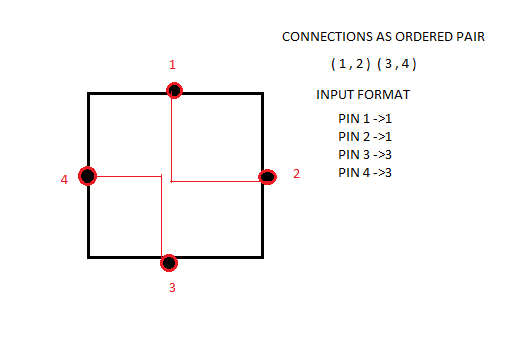 CONNECTIONS AS ORDERED PAIR
( 1 , 2 ) ( 3 , 4 )
INPUT FORMAT
PIN 1 ->1
PIN 2 ->1
PIN 3 ->3
PIN 4 ->3
1
2
4
3